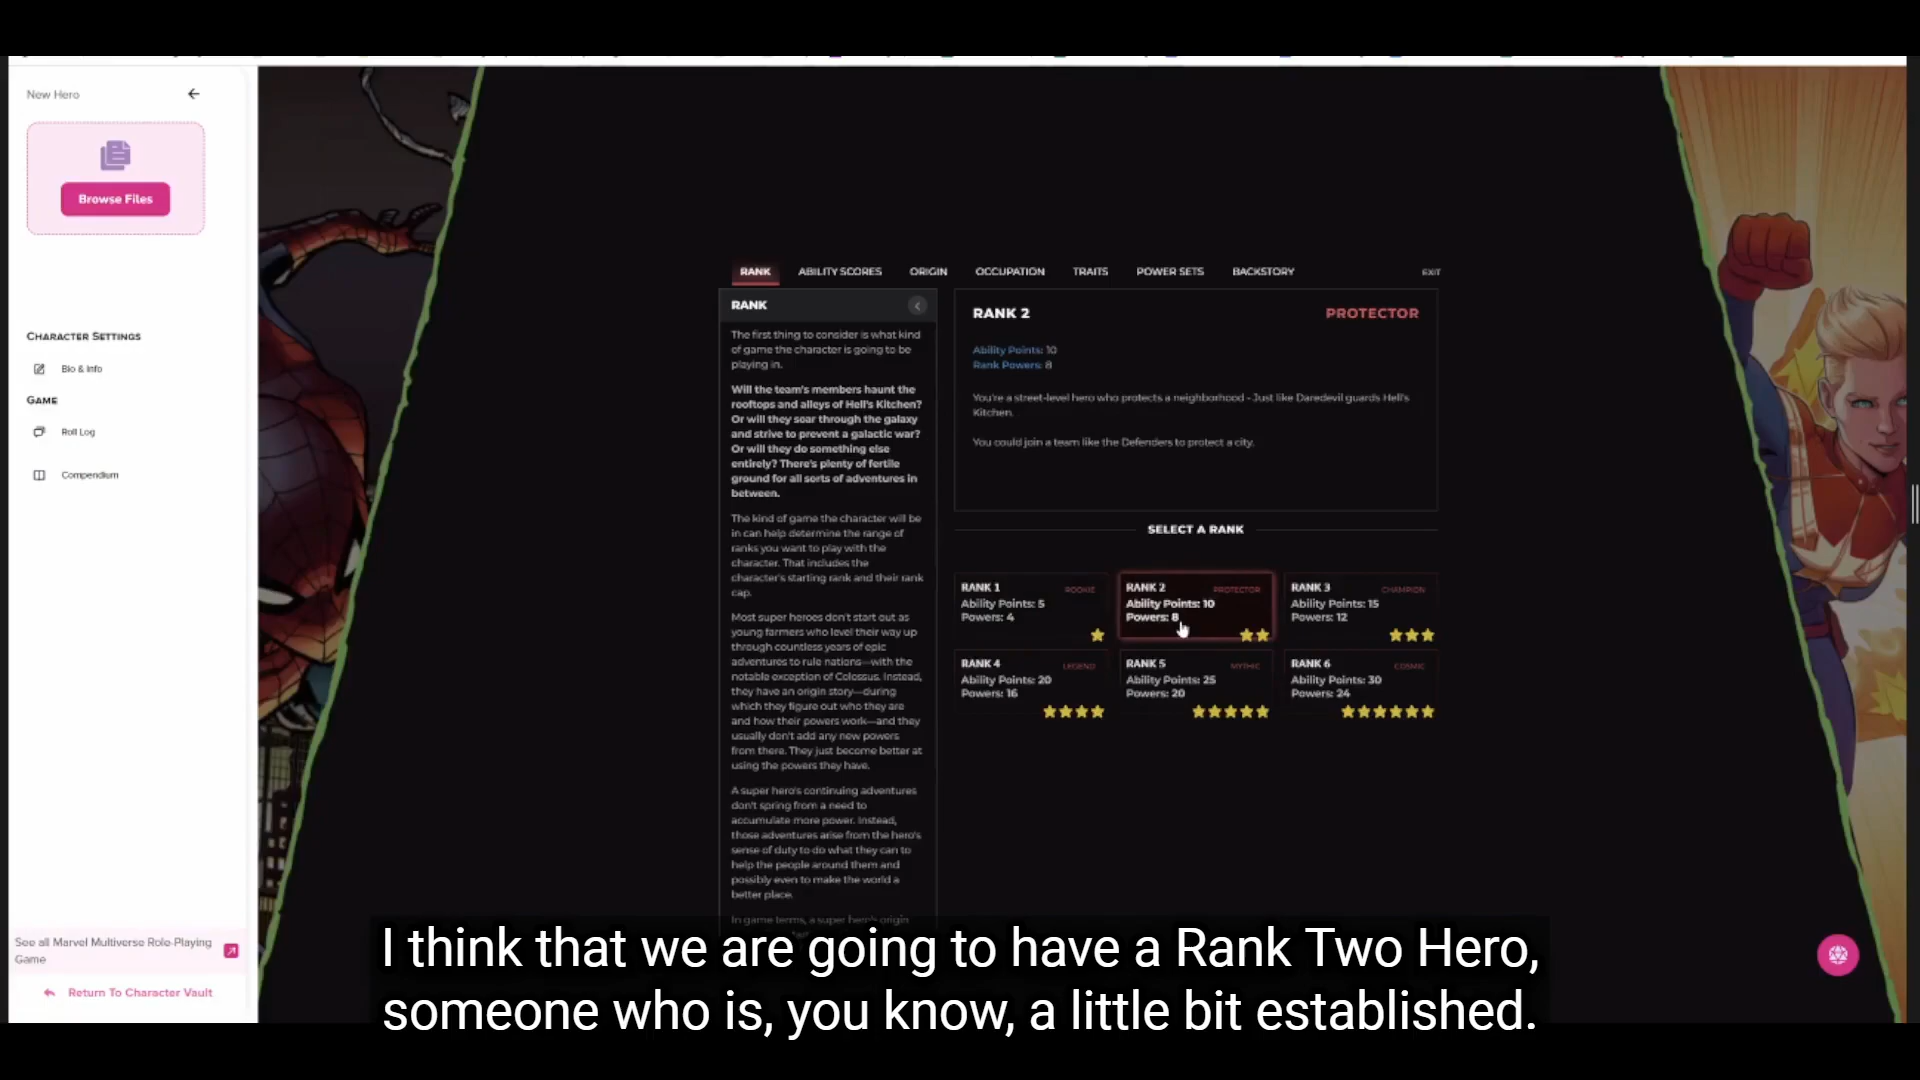 New Hero
Browse Files
CHARACTER SETTINGS
Bio & Info
GAME
Roll Log
Compendium
See all Marvel Multiverse Role-Playing
Game
Return To Character Vault
RANK
ABILITY SCORES
ORIGIN
OCCUPATION
TRAITS
POWER SETS
BACKSTORY
EXIT
RANK
The first thing to consider is what kind
of game the character is going to be
playing in.
Will the team's members haunt the
rooftops and alleys of Hell's Kitchen?
Or will they soar through the galaxy
and strive to prevent a galactic war?
Or will they do something else
entirely? There's plenty of fertile
ground for all sorts of adventures in
between.
The kind of game the character will be
in can help determine the range of
ranks you want to play with the
character. That includes the
character's starting rank and their rank
cap.
Most super heroes don't start out as
young farmers who level their way up
through countless years of epic
adventures to rule nations—with the
notable exception of Colossus. Instead,
they have an origin story—during
which they figure out who they are
and how their powers work—and they
usually don't add any new powers
from there. They just become better at
using the powers they have.
A super hero's continuing adventures
don't spring from a need to
accumulate more power. Instead,
those adventures arise from the hero's
sense of duty to do what they can to
help the people around them and
possibly even to make the world a
better place.
In game terms, a super hero's origin
RANK 2
PROTECTOR
Ability Points: 10
Rank Powers: 8
You're a street-level hero who protects a neighborhood - Just like Daredevil guards Hell's
Kitchen.
You could join a team like the Defenders to protect a city.
SELECT A RANK
RANK 1 ROOKIE
Ability Points: 5
Powers: 4
RANK 2 PROTECTOR
Ability Points: 10
Powers: 8
RANK 3 CHAMPION
Ability Points: 15
Powers: 12
RANK 4 LEGEND
Ability Points: 20
Powers: 16
RANK 5 MYTHIC
Ability Points: 25
Powers: 20
RANK 6 COSMIC
Ability Points: 30
Powers: 24
I think that we are going to have a Rank Two Hero,
someone who is, you know, a little bit established.